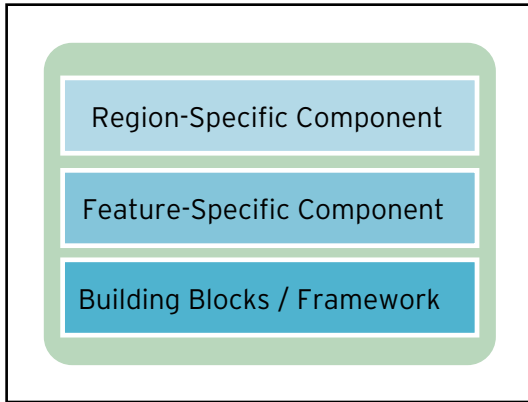 Region-Specific Component
Feature-Specific Component
Building Blocks / Framework